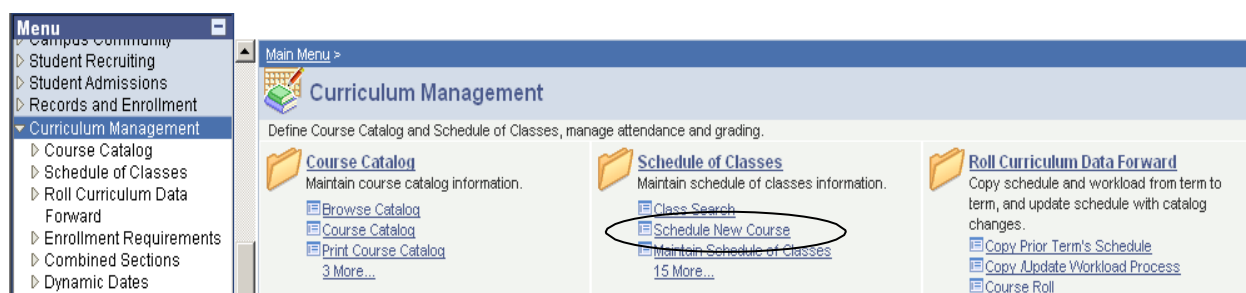 Menu
Campus Community
Student Recruiting
Student Admissions
Records and Enrollment
Curriculum Management
Course Catalog
Schedule of Classes
Roll Curriculum Data
Forward
Enrollment Requirements
Combined Sections
Dynamic Dates
Main Menu >
Curriculum Management
Define Course Catalog and Schedule of Classes, manage attendance and grading.
Course Catalog
Maintain course catalog information.
Browse Catalog
Course Catalog
Print Course Catalog
3 More...
Schedule of Classes
Maintain schedule of classes information.
Class Search
Schedule New Course
Maintain Schedule of Classes
15 More...
Roll Curriculum Data Forward
Copy schedule and workload from term to
term, and update schedule with catalog
changes.
Copy Prior Term's Schedule
Copy /Update Workload Process
Course Roll